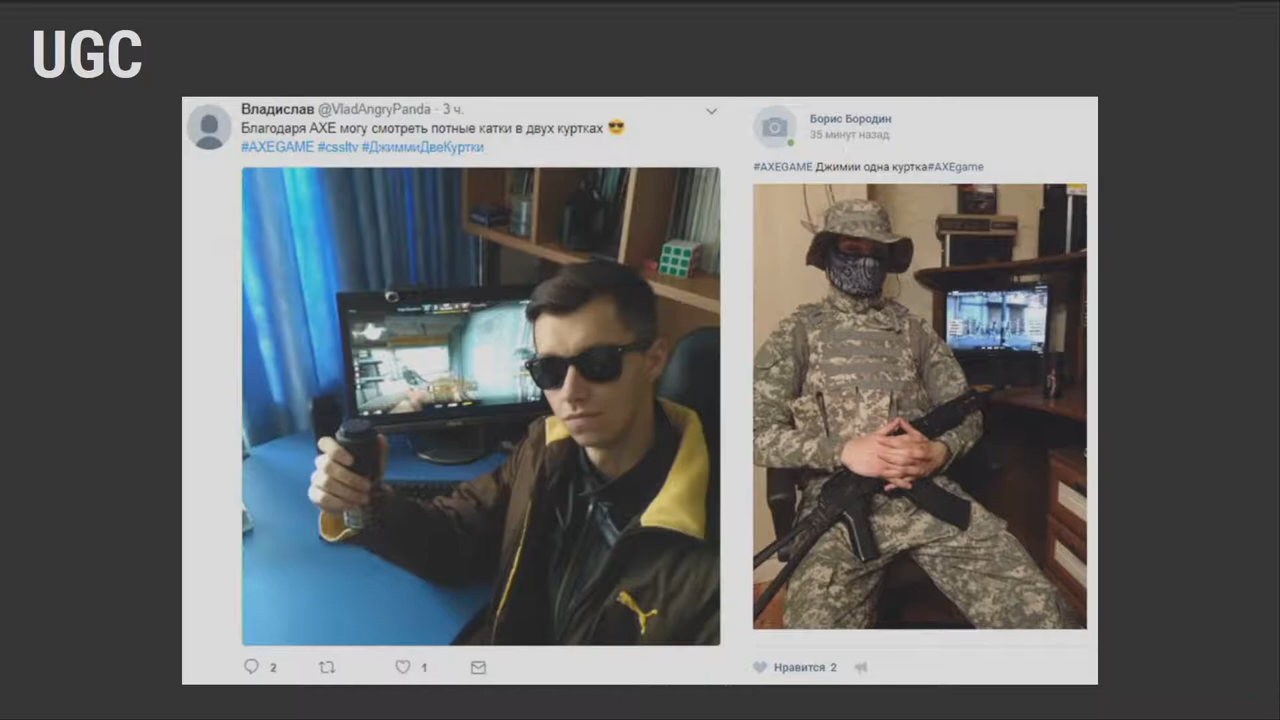 UGC
Владислав @VladAngryPanda · 3 ч.
Благодаря AXE могу смотреть потные катки в двух куртках 😎
#AXEGAME #cssltv #ДжиммиДвеКуртки
2
1
Борис Бородин
35 минут назад
#AXEGAME Джимии одна куртка#AXEgame
Нравится 2